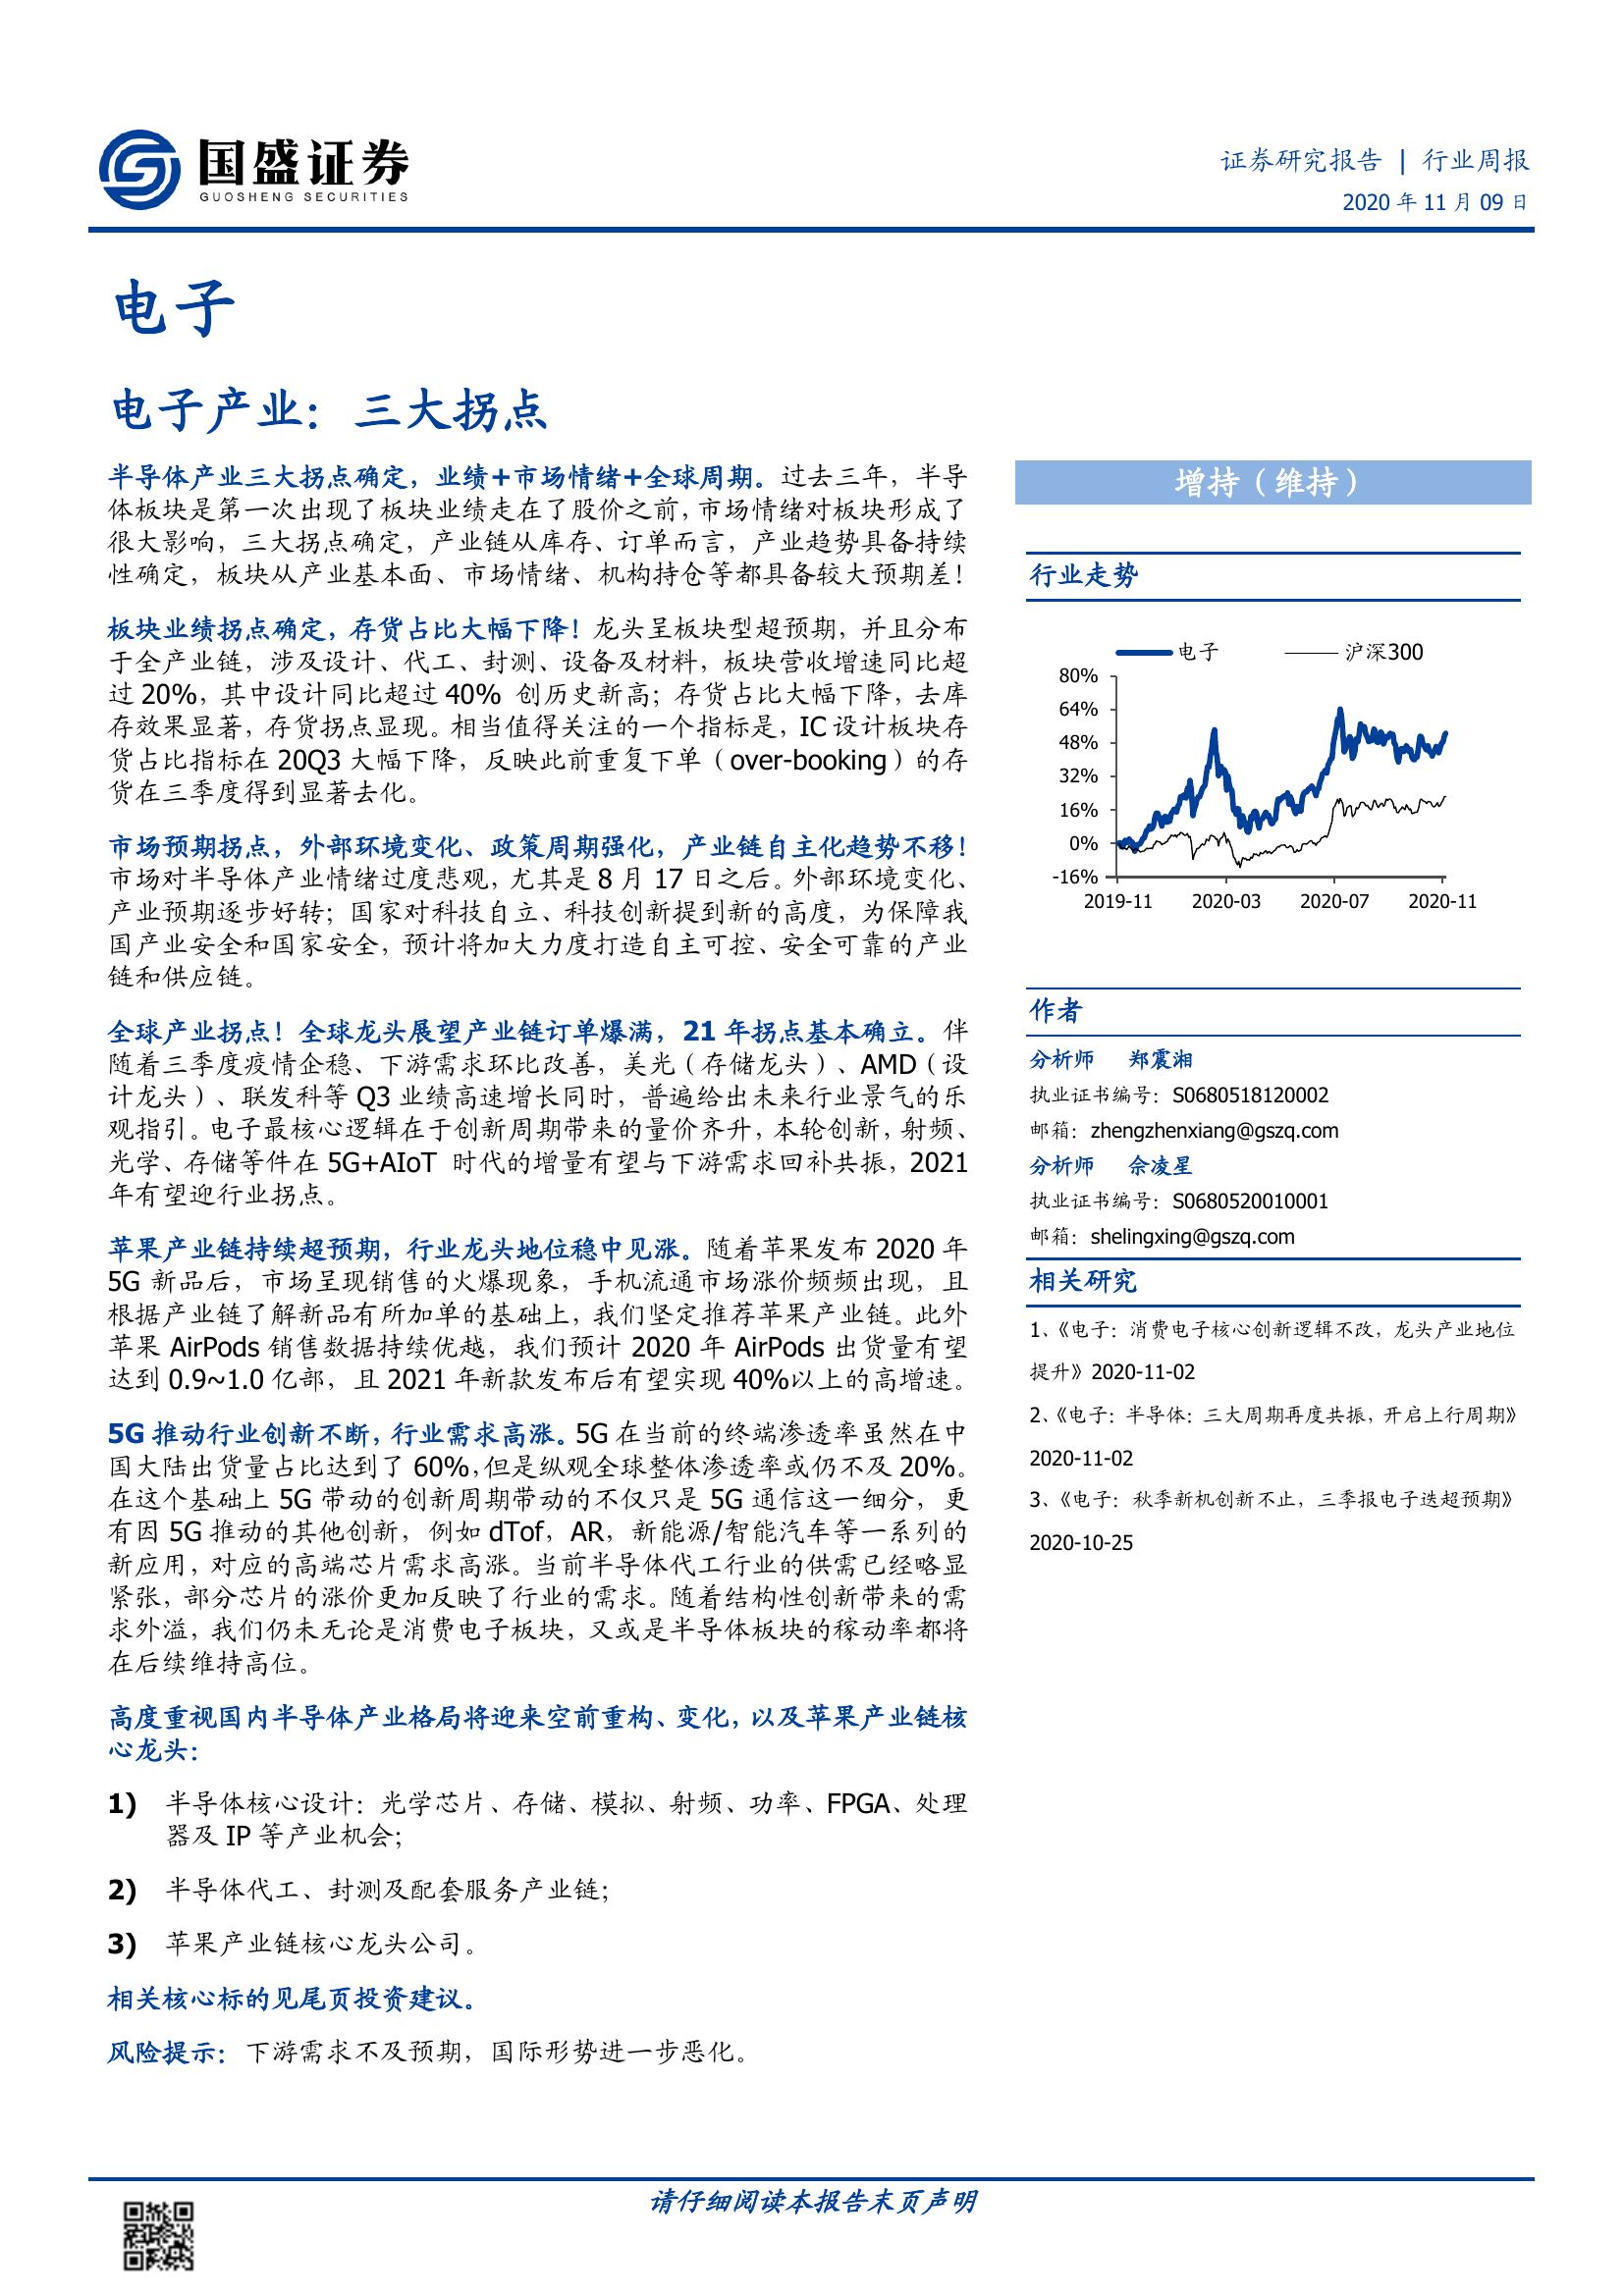 国盛证券
GUOSHENG SECURITIES
证券研究报告 | 行业周报
2020 年 11 月 09 日
电子
电子产业：三大拐点
半导体产业三大拐点确定，业绩+市场情绪+全球周期。过去三年，半导
体板块是第一次出现了板块业绩走在了股价之前，市场情绪对板块形成了
很大影响，三大拐点确定，产业链从库存、订单而言，产业趋势具备持续
性确定，板块从产业基本面、市场情绪、机构持仓等都具备较大预期差！
板块业绩拐点确定，存货占比大幅下降！龙头呈板块型超预期，并且分布
于全产业链，涉及设计、代工、封测、设备及材料，板块营收增速同比超
过 20%，其中设计同比超过 40% 创历史新高；存货占比大幅下降，去库
存效果显著，存货拐点显现。相当值得关注的一个指标是，IC 设计板块存
货占比指标在 20Q3 大幅下降，反映此前重复下单（over-booking）的存
货在三季度得到显著去化。
市场预期拐点，外部环境变化、政策周期强化，产业链自主化趋势不移！
市场对半导体产业情绪过度悲观，尤其是 8 月 17 日之后。外部环境变化、
产业预期逐步好转；国家对科技自立、科技创新提到新的高度，为保障我
国产业安全和国家安全，预计将加大力度打造自主可控、安全可靠的产业
链和供应链。
全球产业拐点！全球龙头展望产业链订单爆满，21 年拐点基本确立。伴
随着三季度疫情企稳、下游需求环比改善，美光（存储龙头）、AMD（设
计龙头）、联发科等 Q3 业绩高速增长同时，普遍给出未来行业景气的乐
观指引。电子最核心逻辑在于创新周期带来的量价齐升，本轮创新，射频、
光学、存储等件在 5G+AIoT 时代的增量有望与下游需求回补共振，2021
年有望迎行业拐点。
苹果产业链持续超预期，行业龙头地位稳中见涨。随着苹果发布 2020 年
5G 新品后，市场呈现销售的火爆现象，手机流通市场涨价频频出现，且
根据产业链了解新品有所加单的基础上，我们坚定推荐苹果产业链。此外
苹果 AirPods 销售数据持续优越，我们预计 2020 年 AirPods 出货量有望
达到 0.9~1.0 亿部，且 2021 年新款发布后有望实现 40%以上的高增速。
5G 推动行业创新不断，行业需求高涨。5G 在当前的终端渗透率虽然在中
国大陆出货量占比达到了 60%，但是纵观全球整体渗透率或仍不及 20%。
在这个基础上 5G 带动的创新周期带动的不仅只是 5G 通信这一细分，更
有因 5G 推动的其他创新，例如 dTof，AR，新能源/智能汽车等一系列的
新应用，对应的高端芯片需求高涨。当前半导体代工行业的供需已经略显
紧张，部分芯片的涨价更加反映了行业的需求。随着结构性创新带来的需
求外溢，我们仍未无论是消费电子板块，又或是半导体板块的稼动率都将
在后续维持高位。
高度重视国内半导体产业格局将迎来空前重构、变化，以及苹果产业链核
心龙头：
1) 半导体核心设计：光学芯片、存储、模拟、射频、功率、FPGA、处理
器及 IP 等产业机会；
2) 半导体代工、封测及配套服务产业链；
3) 苹果产业链核心龙头公司。
相关核心标的见尾页投资建议。
风险提示：下游需求不及预期，国际形势进一步恶化。
增持（维持）
行业走势
电子 沪深300
80%
64%
48%
32%
16%
0%
-16%
2019-11 2020-03 2020-07 2020-11
作者
分析师 郑震湘
执业证书编号：S0680518120002
邮箱：zhengzhenxiang@gszq.com
分析师 佘凌星
执业证书编号：S0680520010001
邮箱：shelingxing@gszq.com
相关研究
1、《电子：消费电子核心创新逻辑不改，龙头产业地位
提升》2020-11-02
2、《电子：半导体：三大周期再度共振，开启上行周期》
2020-11-02
3、《电子：秋季新机创新不止，三季报电子迭超预期》
2020-10-25
请仔细阅读本报告末页声明